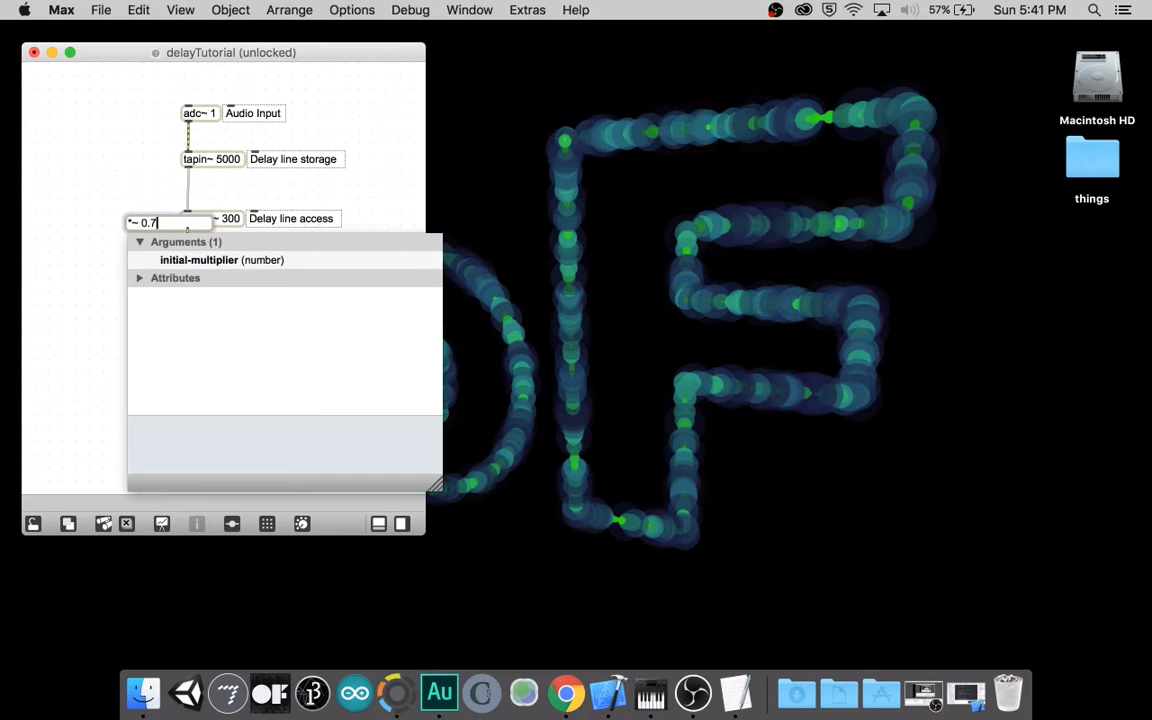 Max File Edit View Object Arrange Options Debug Window Extras Help 57% Sun 5:41 PM
delayTutorial (unlocked)
adc~ 1 Audio Input
tapin~ 5000 Delay line storage
~ 300 Delay line access
*~ 0.7
Arguments (1)
initial-multiplier (number)
Attributes
Macintosh HD
things
Au